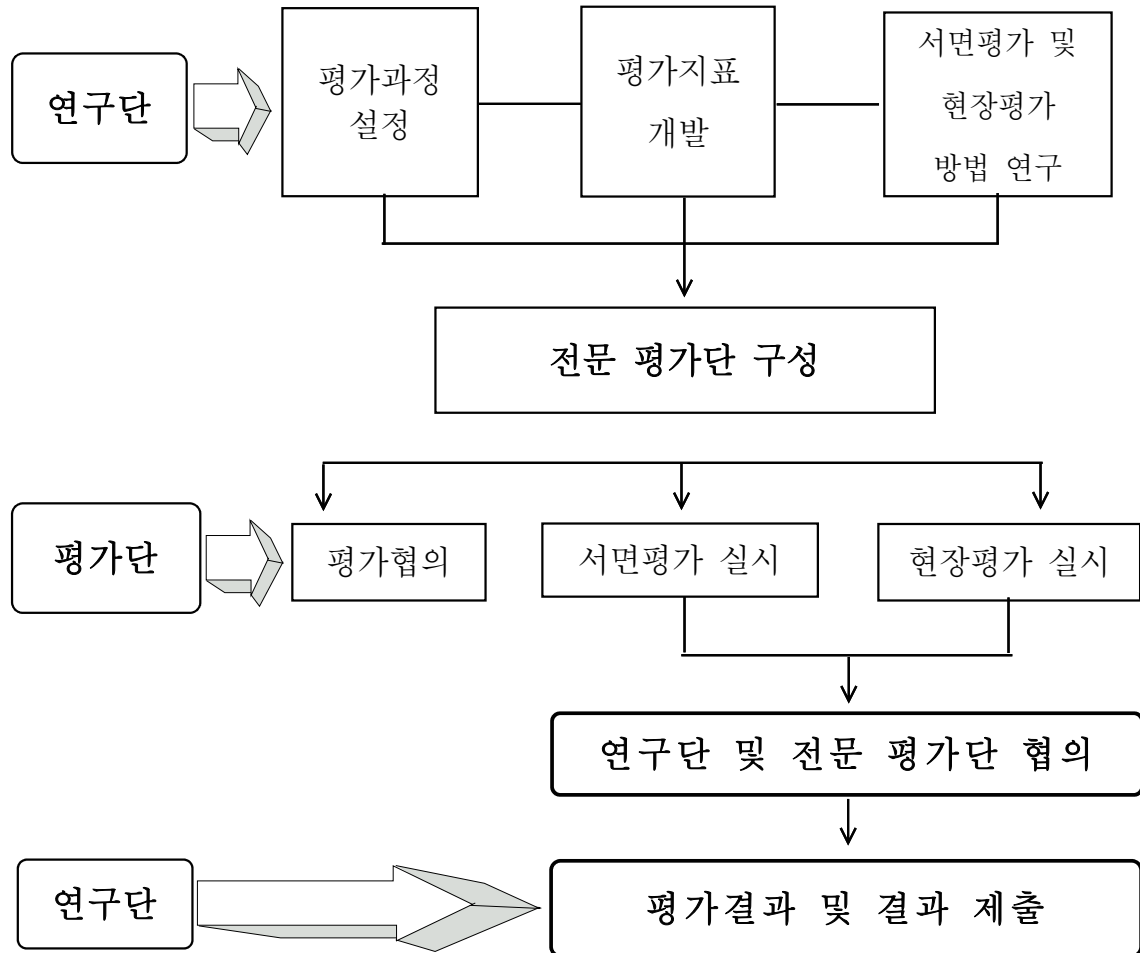 연구단
평가과정
설정
평가지표
개발
서면평가 및
현장평가
방법 연구
전문 평가단 구성
평가단
평가협의
서면평가 실시
현장평가 실시
연구단 및 전문 평가단 협의
연구단
평가결과 및 결과 제출